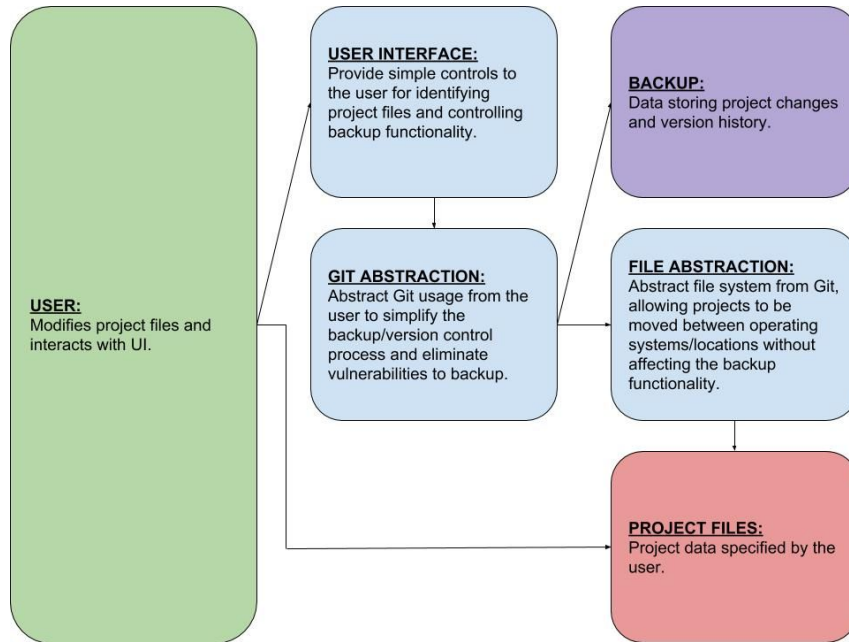 USER:
Modifies project files and
interacts with UI.
USER INTERFACE:
Provide simple controls to
the user for identifying
project files and controlling
backup functionality.
GIT ABSTRACTION:
Abstract Git usage from the
user to simplify the
backup/version control
process and eliminate
vulnerabilities to backup.
BACKUP:
Data storing project changes
and version history.
FILE ABSTRACTION:
Abstract file system from Git,
allowing projects to be
moved between operating
systems/locations without
affecting the backup
functionality.
PROJECT FILES:
Project data specified by the
user.